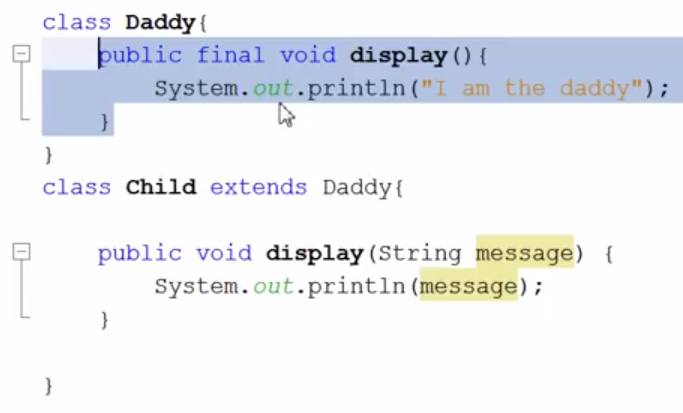 class Daddy{
public final void display(){
System.out.println("I am the daddy");
}
}
class Child extends Daddy{
public void display(String message) {
System.out.println(message);
}
}